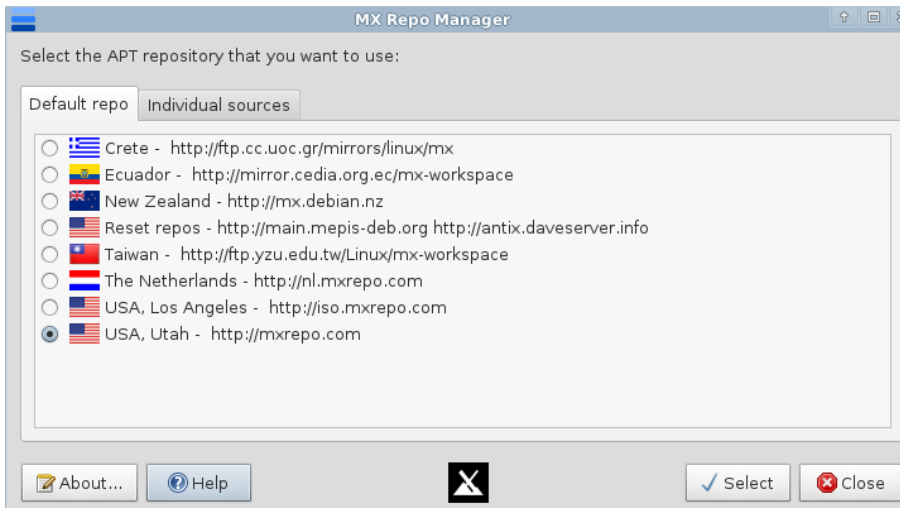 MX Repo Manager
Select the APT repository that you want to use:
Default repo Individual sources
Crete - http://ftp.cc.uoc.gr/mirrors/linux/mx
Ecuador - http://mirror.cedia.org.ec/mx-workspace
New Zealand - http://mx.debian.nz
Reset repos - http://main.mepis-deb.org http://antix.daveserver.info
Taiwan - http://ftp.yzu.edu.tw/Linux/mx-workspace
The Netherlands - http://nl.mxrepo.com
USA, Los Angeles - http://iso.mxrepo.com
USA, Utah - http://mxrepo.com
About... Help Select Close